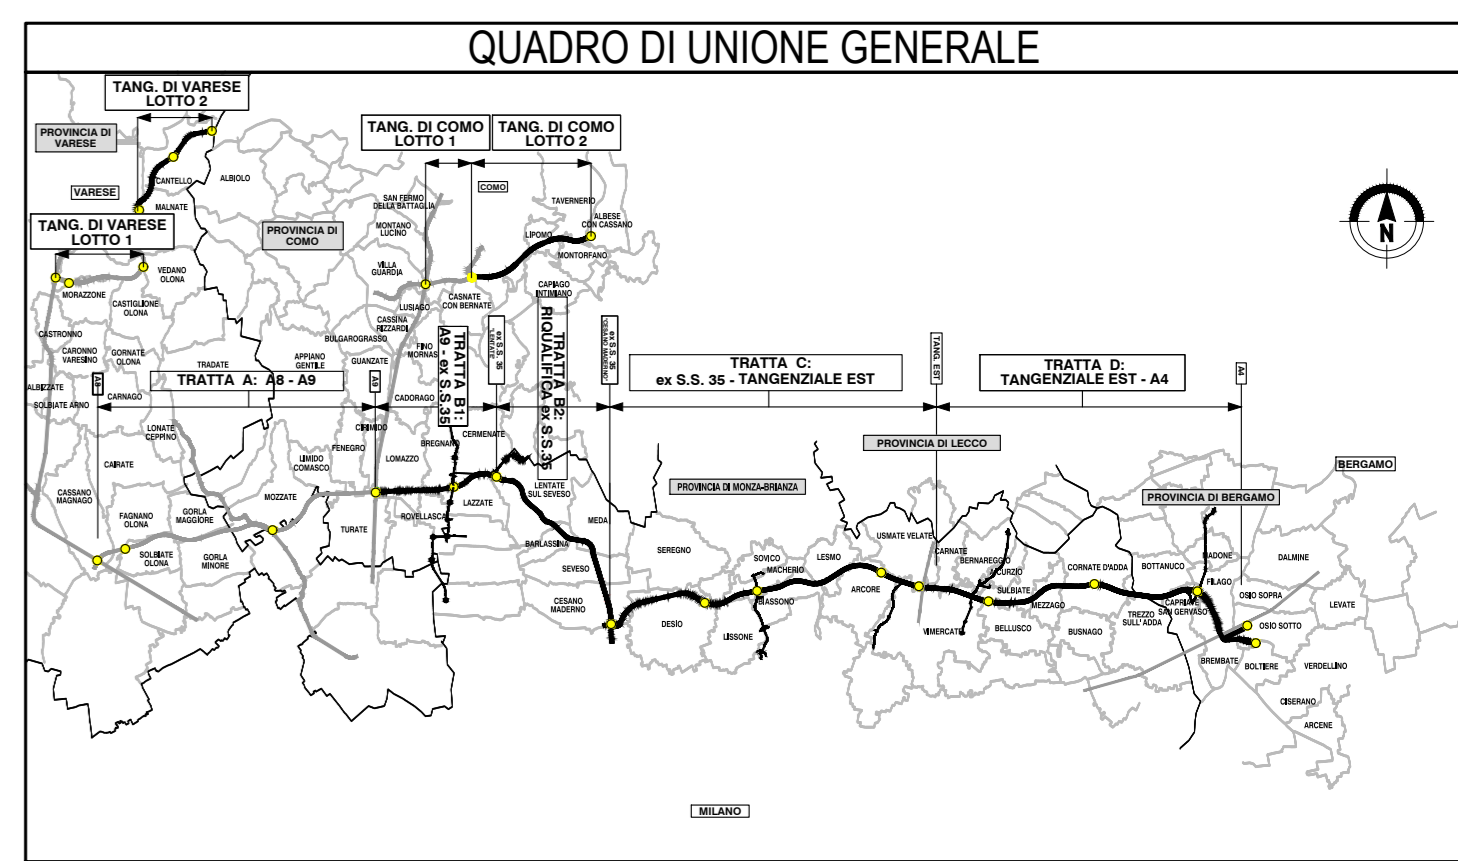 QUADRO DI UNIONE GENERALE
TANG. DI VARESE
LOTTO 2
PROVINCIA DI
VARESE
TANG. DI COMO
LOTTO 1
TANG. DI COMO
LOTTO 2
VARESE
CANTELLO
ALBIOLO
MALNATE
COMO
SAN FERMO
DELLA BATTAGLIA
TAVERNERIO
ALBESE
CON CASSANO
TANG. DI VARESE
LOTTO 1
PROVINCIA DI
COMO
MONTANO
LUCINO
LIPOMO
MONTORFANO
N
VILLA
GUARDIA
VEDANO
OLONA
MORAZZONE
CASTIGLIONE
OLONA
LUSIAGO
CASNATE
CON BERNATE
CAPIAGO
INTIMIANO
CASSINA
RIZZARDI
CASTRONNO
BULGAROGRASSO
FINO
MORNAS
CARONNO
VARESINO
GORNATE
OLONA
TRADATE
APPIANO
GENTILE
GUANZATE
TRATTA B1:
A9 - ex S.S.35
ex S.S. 35
"LENTATE"
TRATTA B2:
RIQUALIFICA ex S.S.35
ex S.S. 35
"CESANO MADERNO"
TRATTA C:
ex S.S. 35 - TANGENZIALE EST
TANG. EST
TRATTA D:
TANGENZIALE EST - A4
A4
ALBIZZATE
A8
TRATTA A: A8 - A9
A9
SOLBIATE ARNO
CARNAGO
CADORAGO
LONATE
CEPPINO
CIRIMIDO
CERMENATE
FENEGRO
BREGNANO
PROVINCIA DI LECCO
CAIRATE
LIMIDO
COMASCO
LOMAZZO
BERGAMO
CASSANO
MAGNAGO
MOZZATE
LENTATE
SUL SEVESO
PROVINCIA DI MONZA-BRIANZA
PROVINCIA DI BERGAMO
FAGNANO
OLONA
GORLA
MAGGIORE
TURATE
ROVELLASCA
LAZZATE
MEDA
USMATE VELATE
SOLBIATE
OLONA
GORLA
MINORE
BARLASSINA
SEREGNO
SOVICO
MACHERIO
LESMO
CARNATE
BERNAREGGIO
SEVESO
CORNATE D'ADDA
BOTTANUCO
MADONE
DALMINE
CESANO
MADERNO
BIASSONO
ARCORE
SULBIATE
MEZZAGO
FILAGO
OSIO SOPRA
LEVATE
DESIO
LISSONE
VIMERCATE
BELLUSCO
BUSNAGO
TREZZO
SULL'ADDA
OSIO SOTTO
BREMBATE
BOLTIERE
VERDELLINO
CISERANO
ARCENE
MILANO